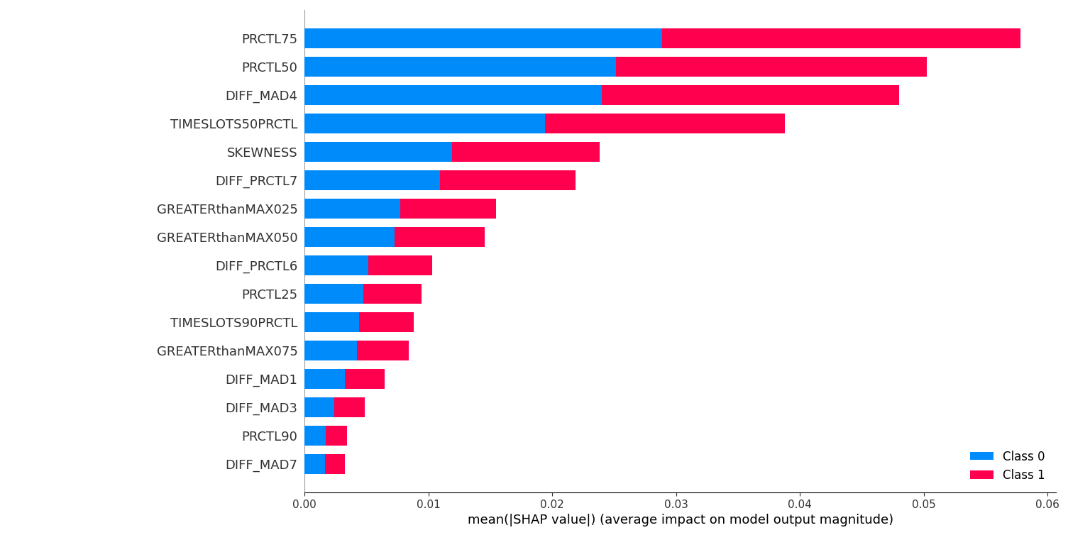 PRCTL75
PRCTL50
DIFF_MAD4
TIMESLOTS50PRCTL
SKEWNESS
DIFF_PRCTL7
GREATERthanMAX025
GREATERthanMAX050
DIFF_PRCTL6
PRCTL25
TIMESLOTS90PRCTL
GREATERthanMAX075
DIFF_MAD1
DIFF_MAD3
PRCTL90
DIFF_MAD7
Class 0
Class 1
0.00 0.01 0.02 0.03 0.04 0.05 0.06
mean(|SHAP value|) (average impact on model output magnitude)